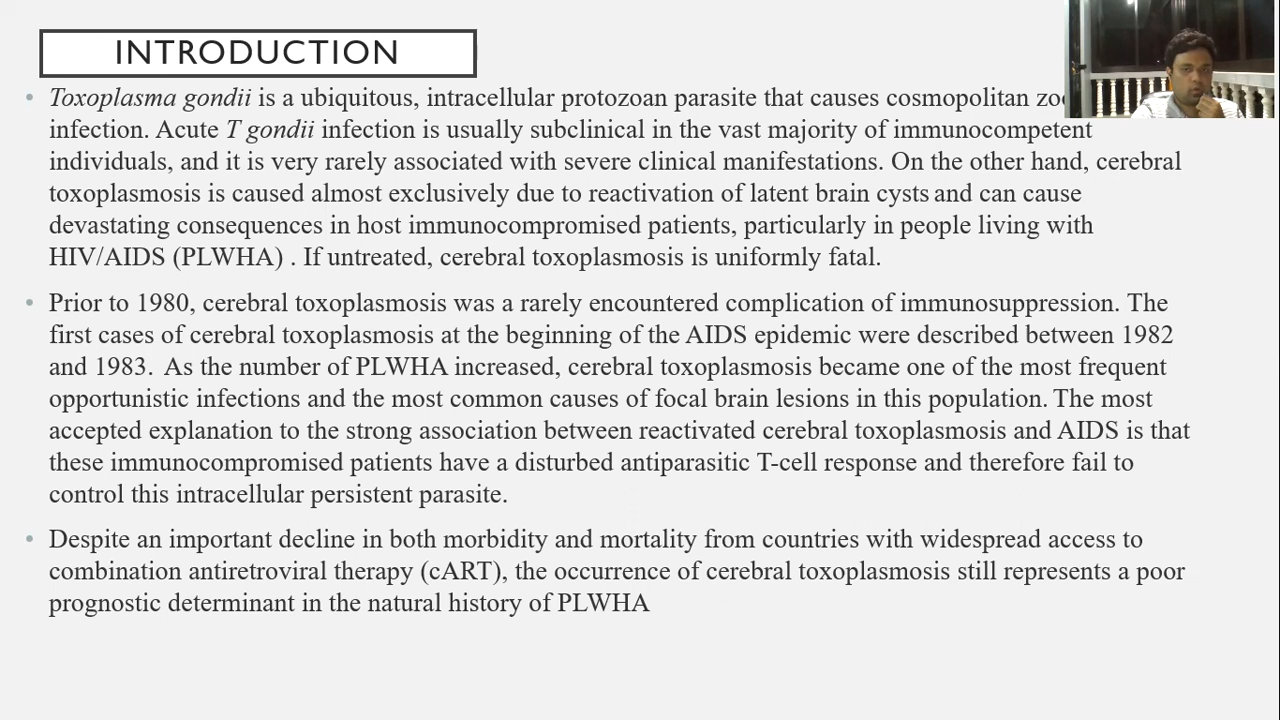 INTRODUCTION
• Toxoplasma gondii is a ubiquitous, intracellular protozoan parasite that causes cosmopolitan
infection. Acute T gondii infection is usually subclinical in the vast majority of immunocompetent
individuals, and it is very rarely associated with severe clinical manifestations. On the other hand, cerebral
toxoplasmosis is caused almost exclusively due to reactivation of latent brain cysts and can cause
devastating consequences in host immunocompromised patients, particularly in people living with
HIV/AIDS (PLWHA) . If untreated, cerebral toxoplasmosis is uniformly fatal.
• Prior to 1980, cerebral toxoplasmosis was a rarely encountered complication of immunosuppression. The
first cases of cerebral toxoplasmosis at the beginning of the AIDS epidemic were described between 1982
and 1983. As the number of PLWHA increased, cerebral toxoplasmosis became one of the most frequent
opportunistic infections and the most common causes of focal brain lesions in this population. The most
accepted explanation to the strong association between reactivated cerebral toxoplasmosis and AIDS is that
these immunocompromised patients have a disturbed antiparasitic T-cell response and therefore fail to
control this intracellular persistent parasite.
• Despite an important decline in both morbidity and mortality from countries with widespread access to
combination antiretroviral therapy (cART), the occurrence of cerebral toxoplasmosis still represents a poor
prognostic determinant in the natural history of PLWHA